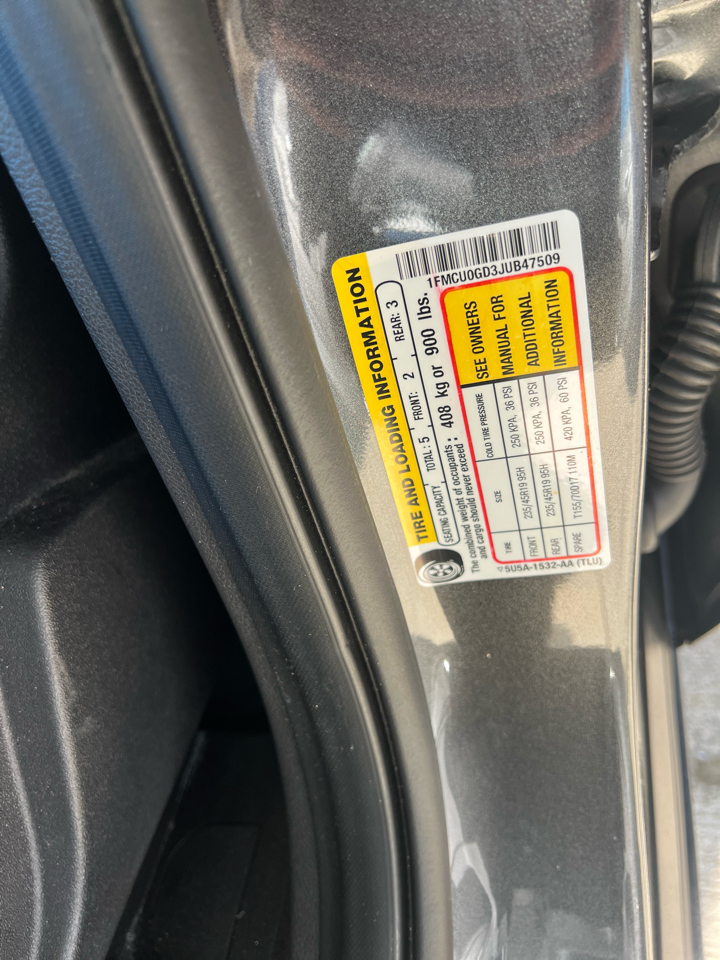 TIRE AND LOADING INFORMATION
SEATING CAPACITY TOTAL : 5 FRONT: 2 REAR: 3
The combined weight of occupants
and cargo should never exceed : 408 kg or 900 lbs.
1FMCU0GD3JUB47509
TIRE SIZE COLD TIRE PRESSURE
FRONT 235/45R19 95H 250 KPA, 36 PSI
REAR 235/45R19 95H 250 KPA, 36 PSI
SPARE T155/70D17 110M 420 KPA, 60 PSI
SEE OWNERS
MANUAL FOR
ADDITIONAL
INFORMATION
5U5A-1532-AA (TLU)